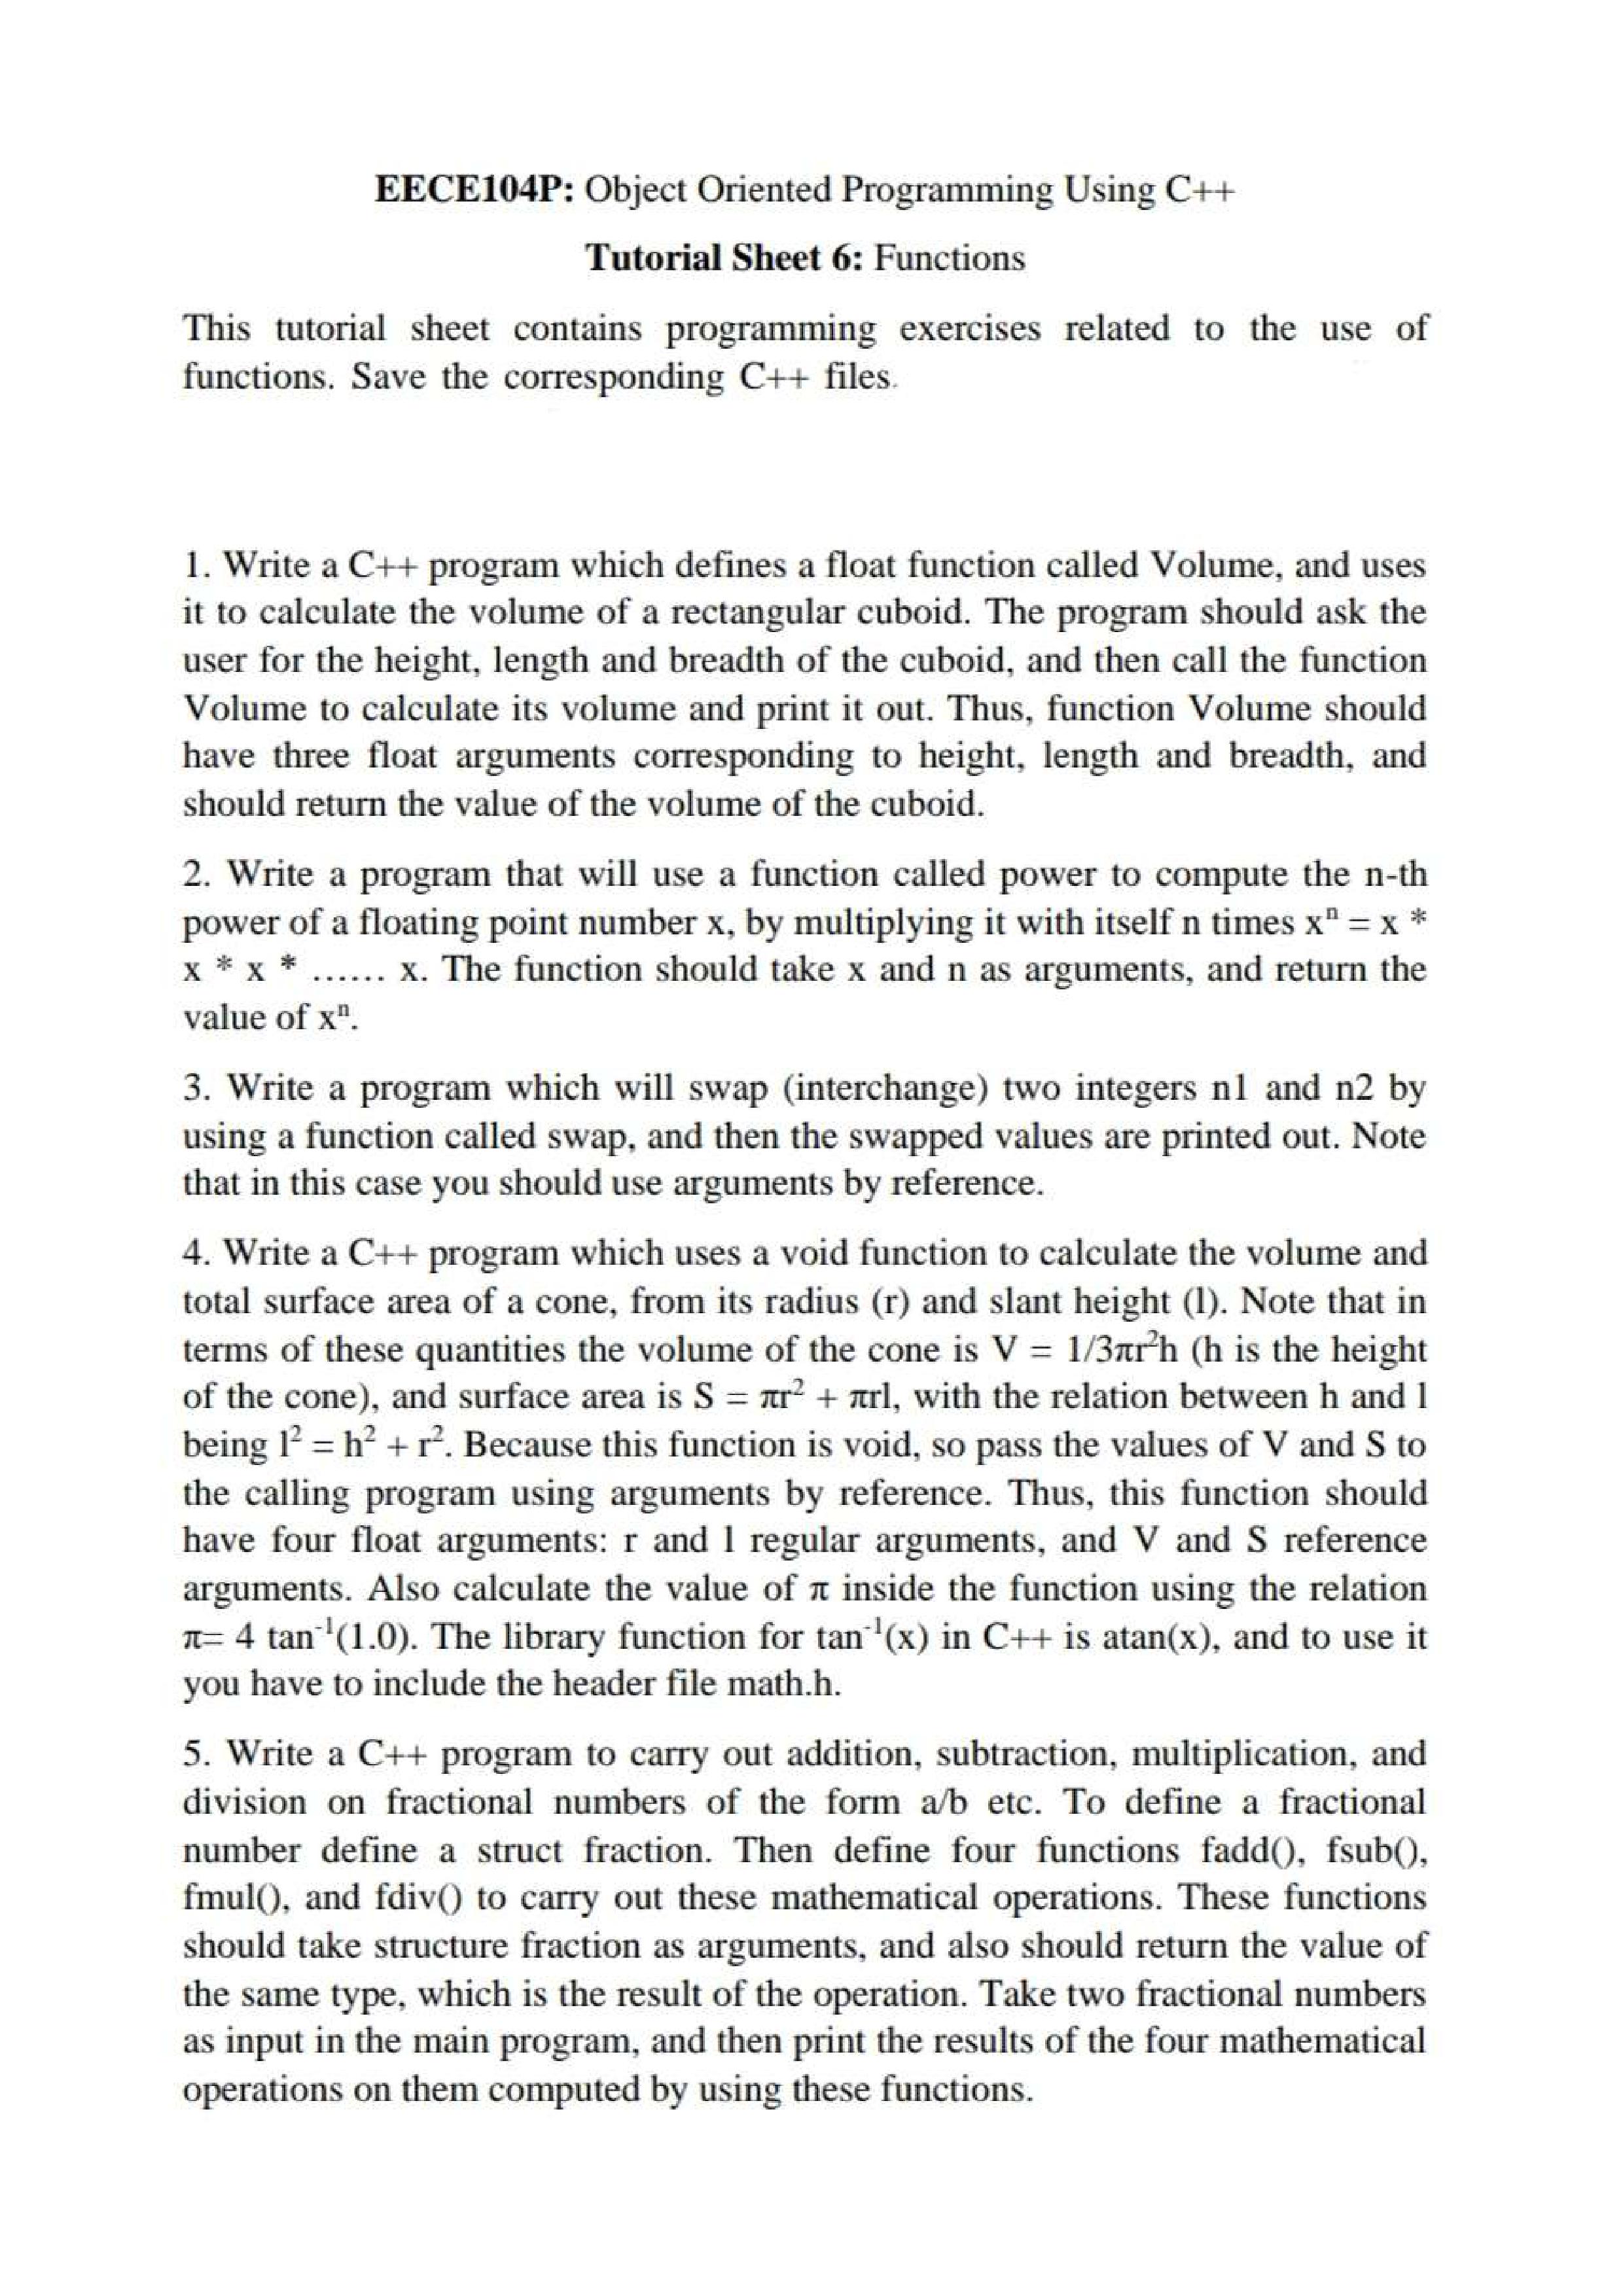 EECE104P: Object Oriented Programming Using C++
Tutorial Sheet 6: Functions
This tutorial sheet contains programming exercises related to the use of
functions. Save the corresponding C++ files.
1. Write a C++ program which defines a float function called Volume, and uses
it to calculate the volume of a rectangular cuboid. The program should ask the
user for the height, length and breadth of the cuboid, and then call the function
Volume to calculate its volume and print it out. Thus, function Volume should
have three float arguments corresponding to height, length and breadth, and
should return the value of the volume of the cuboid.
2. Write a program that will use a function called power to compute the n-th
power of a floating point number x, by multiplying it with itself n times xⁿ = x *
x * x * ...... x. The function should take x and n as arguments, and return the
value of xⁿ.
3. Write a program which will swap (interchange) two integers n1 and n2 by
using a function called swap, and then the swapped values are printed out. Note
that in this case you should use arguments by reference.
4. Write a C++ program which uses a void function to calculate the volume and
total surface area of a cone, from its radius (r) and slant height (l). Note that in
terms of these quantities the volume of the cone is V = 1/3πr²h (h is the height
of the cone), and surface area is S = πr² + πrl, with the relation between h and l
being l² = h² + r². Because this function is void, so pass the values of V and S to
the calling program using arguments by reference. Thus, this function should
have four float arguments: r and l regular arguments, and V and S reference
arguments. Also calculate the value of π inside the function using the relation
π= 4 tan⁻¹(1.0). The library function for tan⁻¹(x) in C++ is atan(x), and to use it
you have to include the header file math.h.
5. Write a C++ program to carry out addition, subtraction, multiplication, and
division on fractional numbers of the form a/b etc. To define a fractional
number define a struct fraction. Then define four functions fadd(), fsub(),
fmul(), and fdiv() to carry out these mathematical operations. These functions
should take structure fraction as arguments, and also should return the value of
the same type, which is the result of the operation. Take two fractional numbers
as input in the main program, and then print the results of the four mathematical
operations on them computed by using these functions.